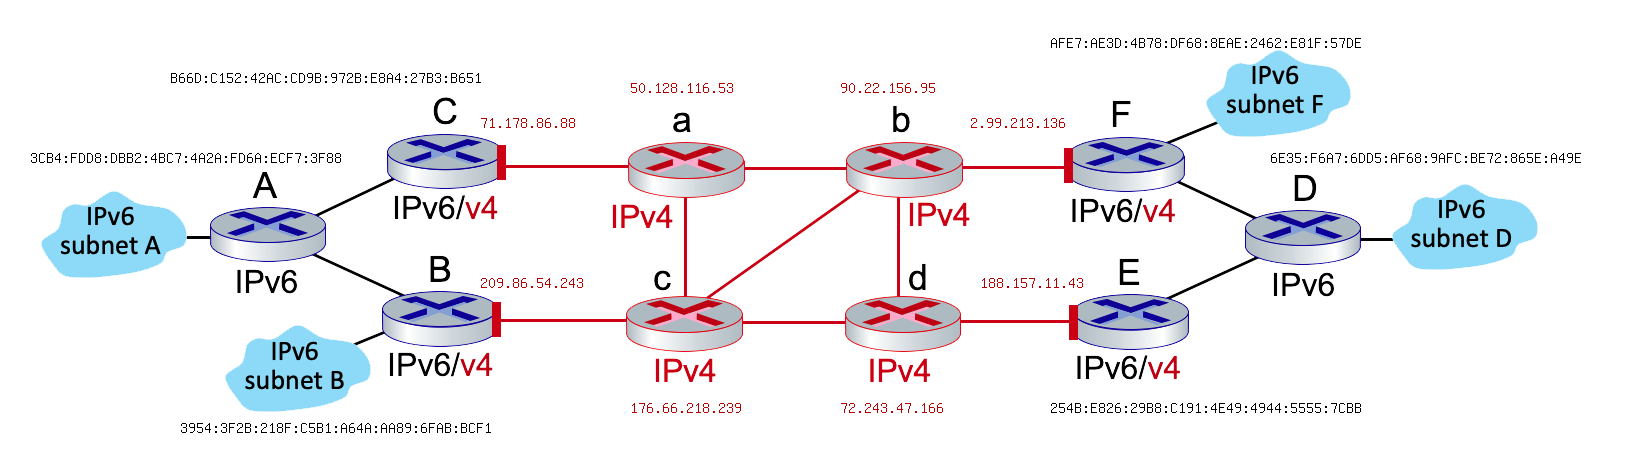 AFE7:AE3D:4B78:DF68:8EAE:2462:E81F:57DE
B66D:C152:42AC:CD9B:972B:E8A4:27B3:B651
50.128.116.53
90.22.156.95
IPv6
subnet F
C
71.178.86.88
a
b
2.99.213.136
F
3CB4:FDD8:DBB2:4BC7:4A2A:FD6A:ECF7:3F88
6E35:F6A7:6DD5:AF68:9AFC:BE72:865E:A49E
A
IPv6/v4
IPv4
IPv4
IPv6/v4
D
IPv6
subnet A
IPv6
subnet D
IPv6
B
209.86.54.243
c
d
188.157.11.43
E
IPv6
IPv6
subnet B
IPv6/v4
IPv4
IPv4
IPv6/v4
176.66.218.239
72.243.47.166
254B:E826:29B8:C191:4E49:4944:5555:7CBB
3954:3F2B:218F:C5B1:A64A:AA89:6FAB:BCF1